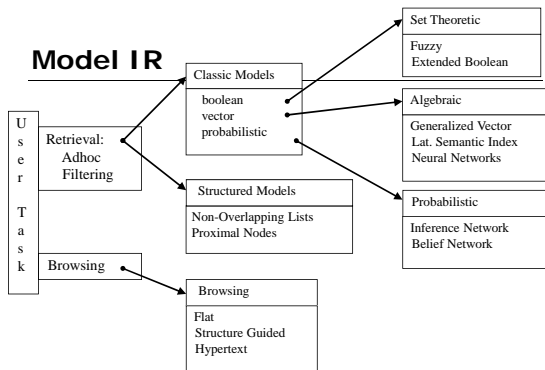 Model IR
User Task
Retrieval:
Adhoc
Filtering
Browsing
Classic Models
boolean
vector
probabilistic
Structured Models
Non-Overlapping Lists
Proximal Nodes
Browsing
Flat
Structure Guided
Hypertext
Set Theoretic
Fuzzy
Extended Boolean
Algebraic
Generalized Vector
Lat. Semantic Index
Neural Networks
Probabilistic
Inference Network
Belief Network